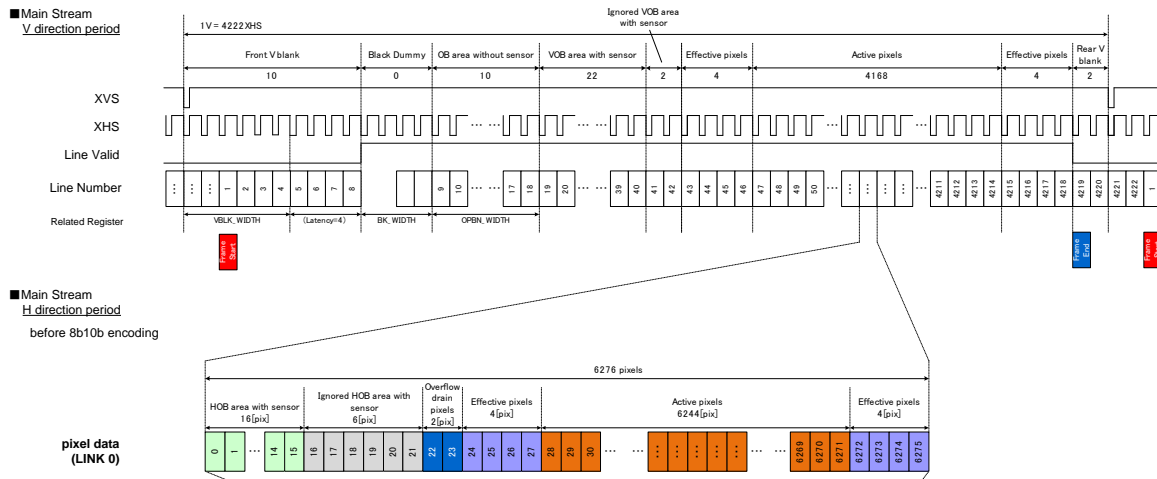 ■Main Stream
V direction period
Ignored VOB area
with sensor
1V = 4222XHS
Front V blank
Black Dummy
OB area without sensor
VOB area with sensor
Effective pixels
Active pixels
Effective pixels
Rear V
blank
10
0
10
22
2
4
4168
4
2
XVS
XHS
… …
… …
… …
… …
Line Valid
Line Number
… … … 1 2 3 4 5 6 7 8 9 10 … … 17 18 19 20 … … 39 40 41 42 43 44 45 46 47 48 49 50 … … … … … … … … 4211 4212 4213 4214 4215 4216 4217 4218 4219 4220 4221 4222 1
Related Register
VBLK_WIDTH
(Latency=4)
BK_WIDTH
OPBN_WIDTH
Frame
Start
Frame
End
Frame
■Main Stream
H direction period
before 8b10b encoding
6276 pixels
HOB area with sensor
16[pix]
Ignored HOB area with
sensor
6[pix]
Overflow
drain
pixels
2[pix]
Effective pixels
4[pix]
Active pixels
6244[pix]
Effective pixels
4[pix]
pixel data
(LINK 0)
0 1 … 14 15 16 17 18 19 20 21 22 23 24 25 26 27 28 29 30 … … … … … … … … … 6269 6270 6271 6272 6273 6274 6275